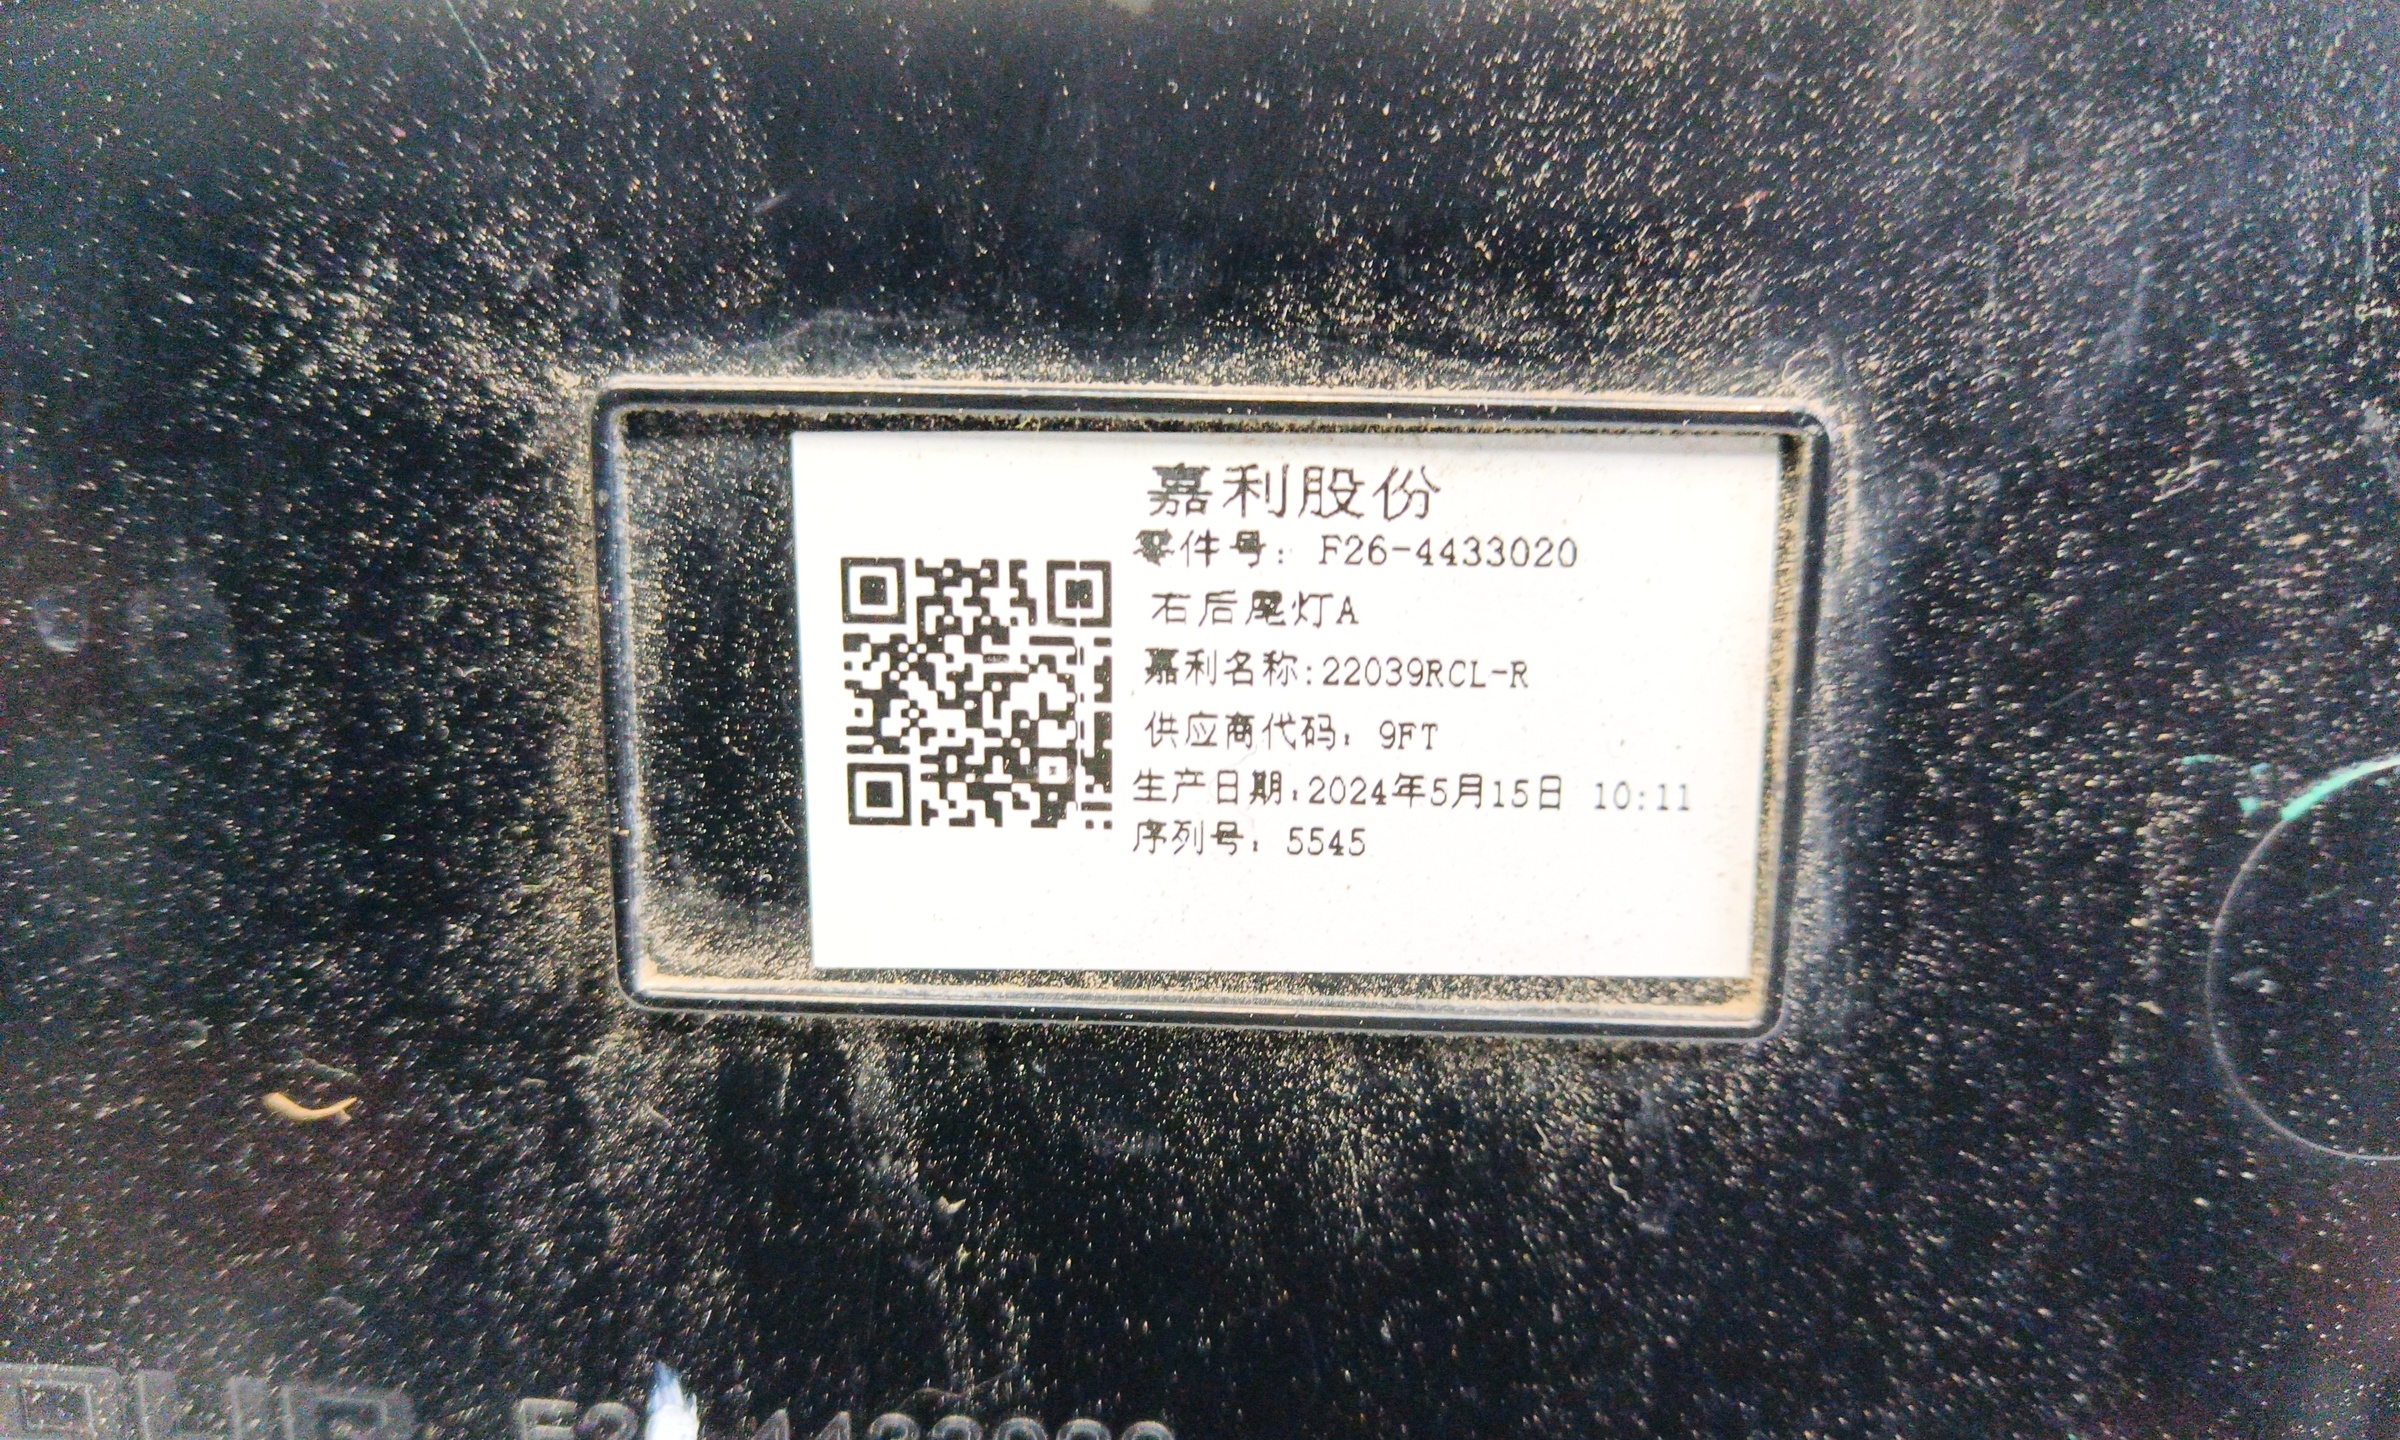 嘉利股份
零件号: F26-4433020
右后尾灯A
嘉利名称:22039RCL-R
供应商代码: 9FT
生产日期:2024年5月15日 10:11
序列号: 5545